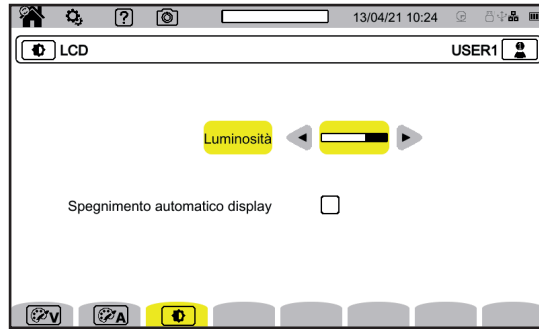 ? 13/04/21 10:24
LCD USER1
Luminosità
Spegnimento automatico display
V A